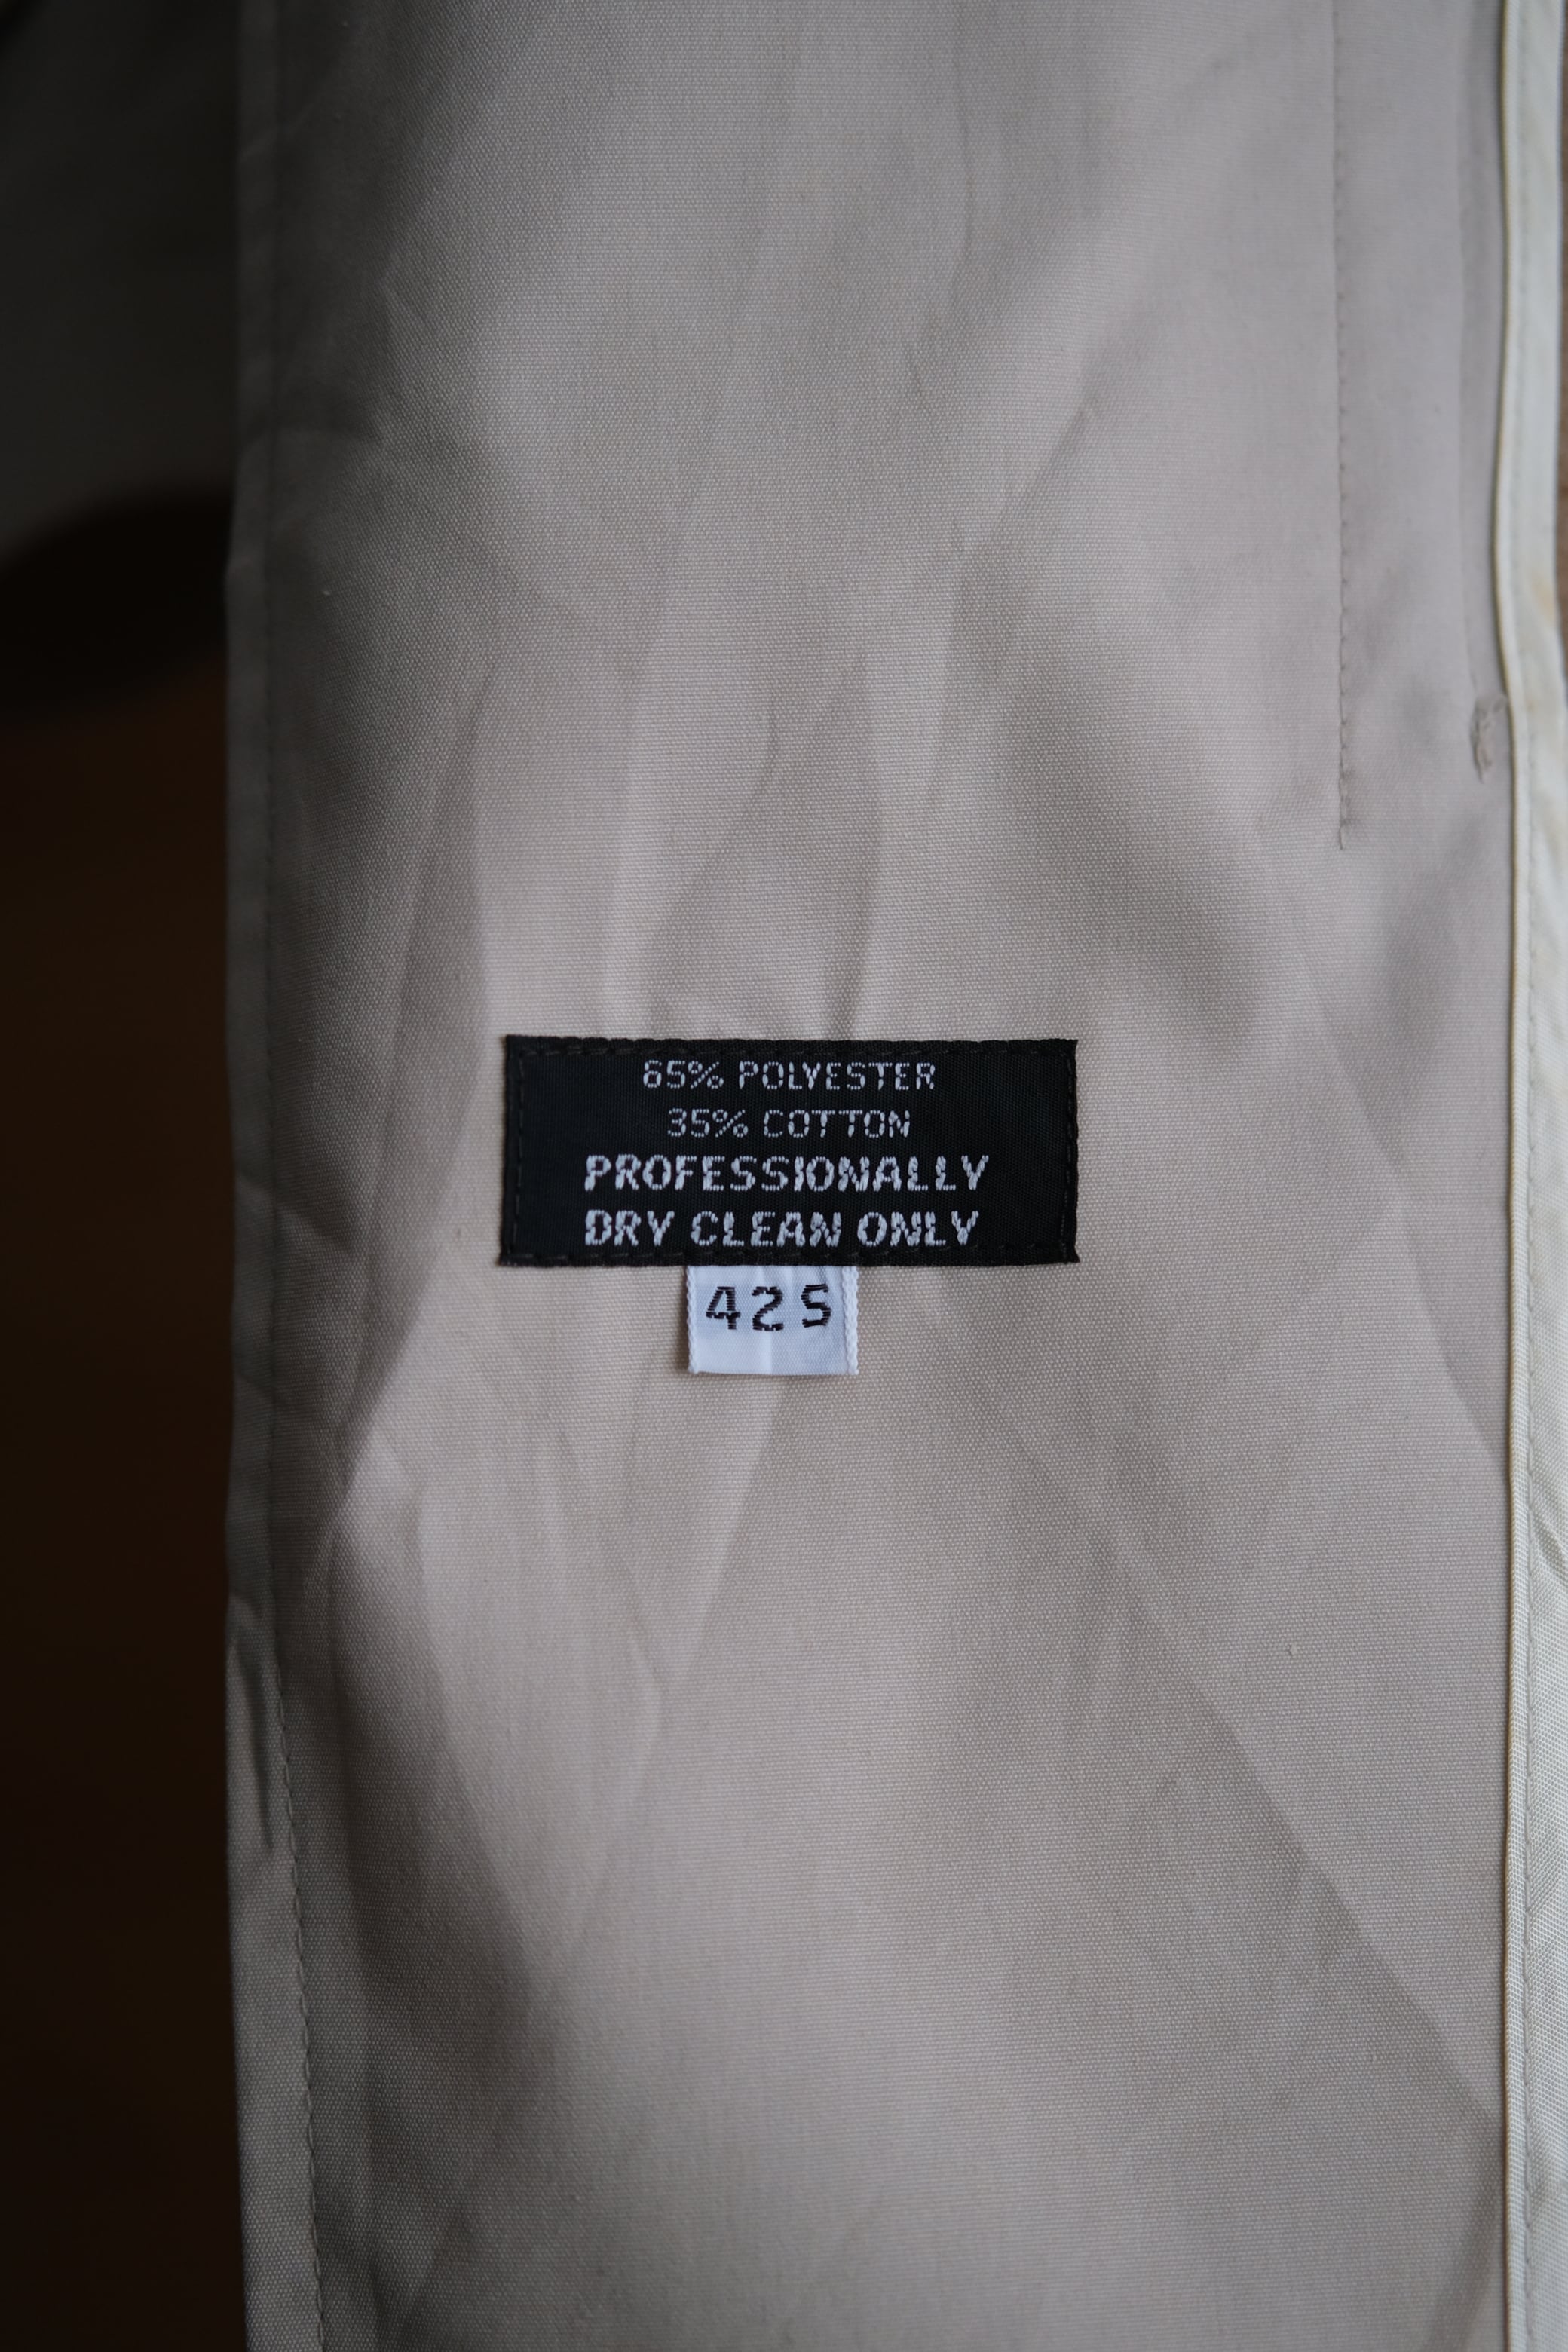 65% POLYESTER
35% COTTON
PROFESSIONALLY
DRY CLEAN ONLY
42S